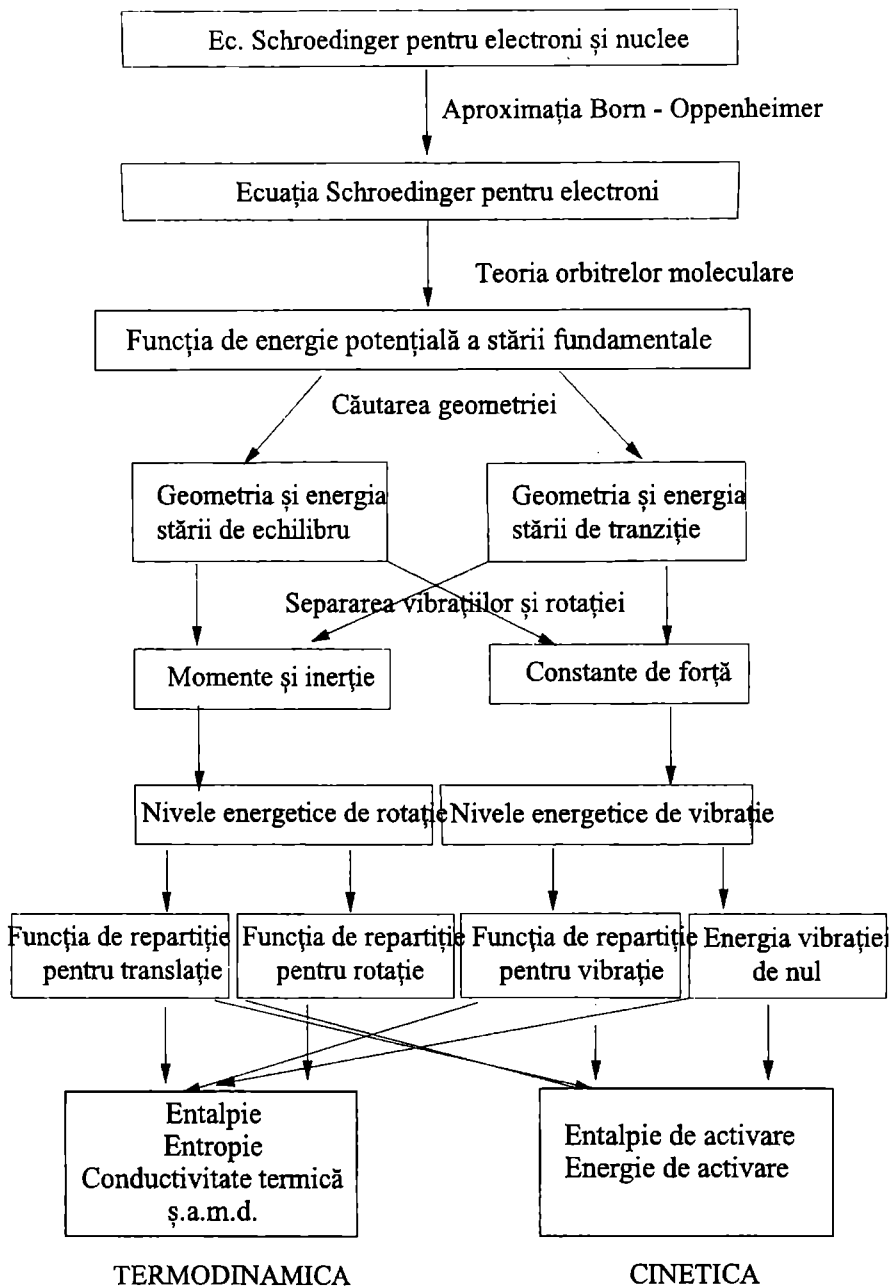 Ec. Schroedinger pentru electroni și nuclee
Aproximația Born - Oppenheimer
Ecuația Schroedinger pentru electroni
Teoria orbitrelor moleculare
Funcția de energie potențială a stării fundamentale
Căutarea geometriei
Geometria și energia
stării de echilibru
Geometria și energia
stării de tranziție
Separarea vibrațiilor și rotației
Momente și inerție
Constante de forță
Nivele energetice de rotație
Nivele energetice de vibrație
Funcția de repartiție
pentru translație
Funcția de repartiție
pentru rotație
Funcția de repartiție
pentru vibrație
Energia vibrației
de nul
Entalpie
Entropie
Conductivitate termică
ș.a.m.d.
Entalpie de activare
Energie de activare
TERMODINAMICA
CINETICA